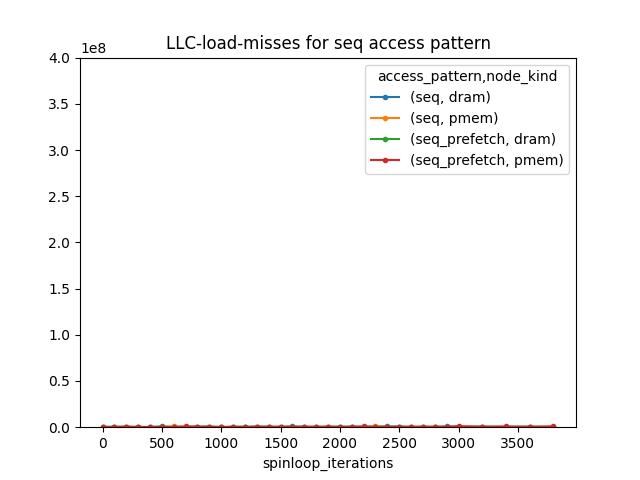 LLC-load-misses for seq access pattern
1e8
access_pattern,node_kind
(seq, dram)
(seq, pmem)
(seq_prefetch, dram)
(seq_prefetch, pmem)
4.0
3.5
3.0
2.5
2.0
1.5
1.0
0.5
0.0
0 500 1000 1500 2000 2500 3000 3500
spinloop_iterations